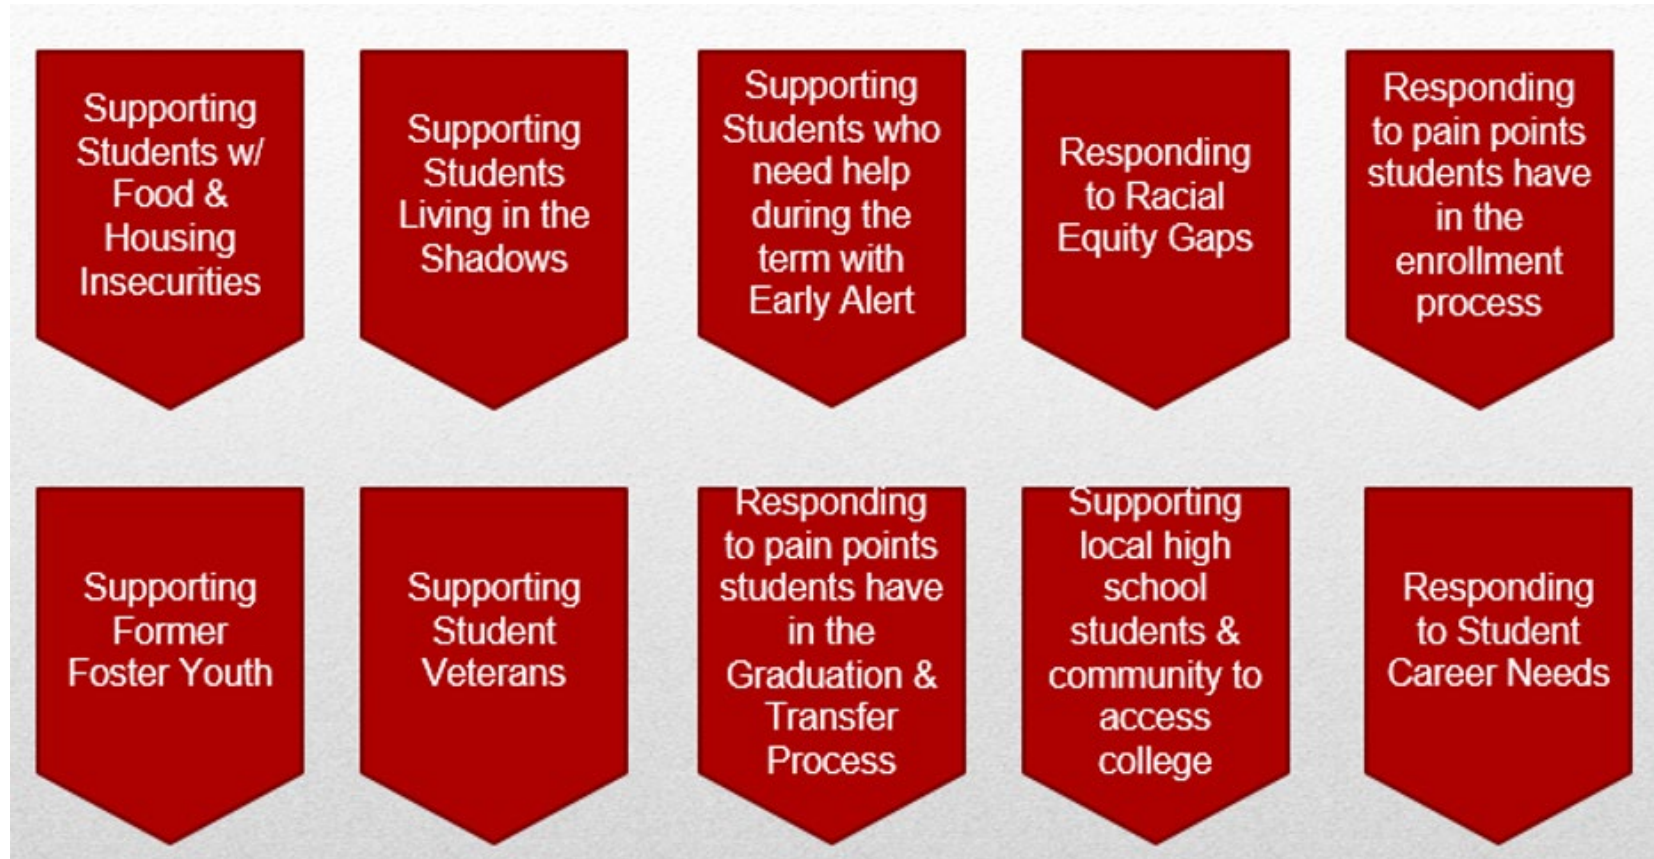 Supporting
Students w/
Food &
Housing
Insecurities
Supporting
Students
Living in the
Shadows
Supporting
Students who
need help
during the
term with
Early Alert
Responding
to Racial
Equity Gaps
Responding
to pain points
students have
in the
enrollment
process
Supporting
Former
Foster Youth
Supporting
Student
Veterans
Responding
to pain points
students have
in the
Graduation &
Transfer
Process
Supporting
local high
school
students &
community to
access
college
Responding
to Student
Career Needs